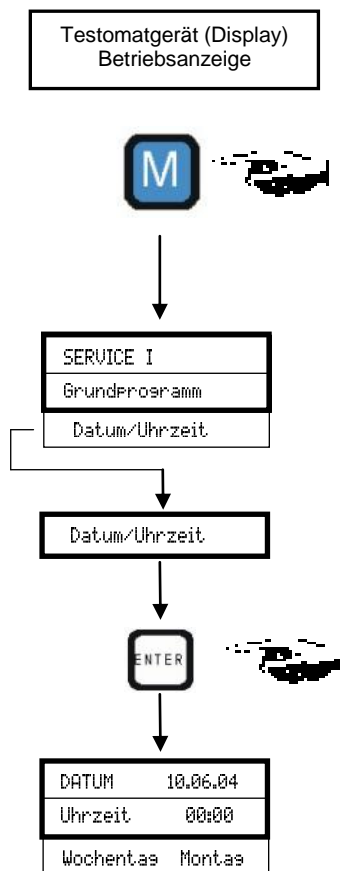 Testomatgerät (Display)
Betriebsanzeige
M
SERVICE I
Grundprogramm
Datum/Uhrzeit
Datum/Uhrzeit
ENTER
DATUM 10.06.04
Uhrzeit 00:00
Wochentag Montag